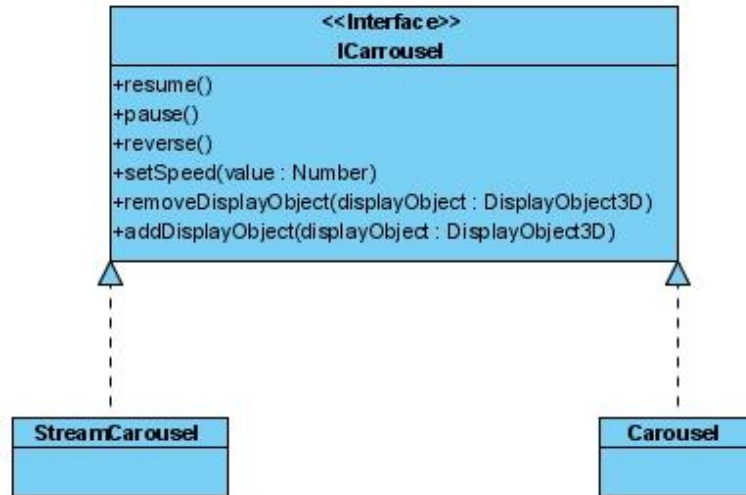 <<Interface>>
ICarrousel
+resume()
+pause()
+reverse()
+setSpeed(value : Number)
+removeDisplayObject(displayObject : DisplayObject3D)
+addDisplayObject(displayObject : DisplayObject3D)
StreamCarousel
Carousel